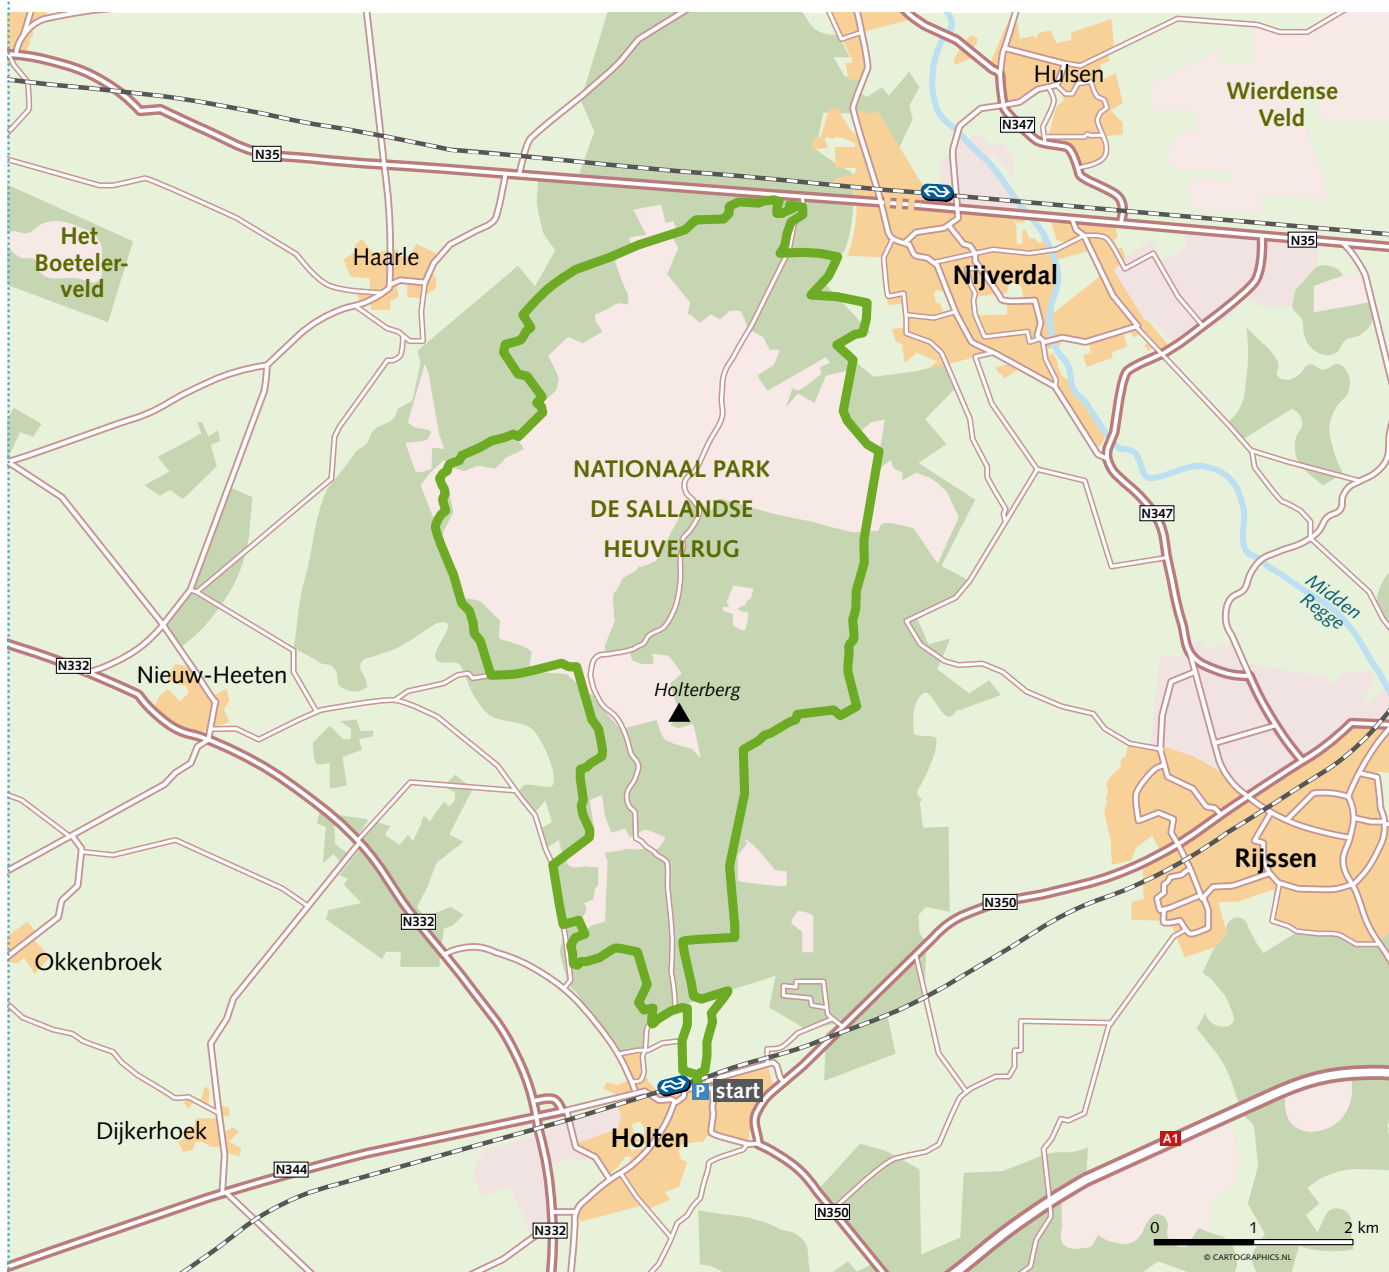 Hulsen
Wierdense
Veld
N347
N35
Het
Boeteler-
veld
Haarle
N35
Nijverdal
NATIONAAL PARK
DE SALLANDSE
HEUVELRUG
N347
Midden
Regge
N332
Nieuw-Heeten
Holterberg
Rijssen
N350
N332
Okkenbroek
P start
Dijkerhoek
Holten
A1
N344
N350
N332
0 1 2 km
© CARTOGRAPHICS.NL